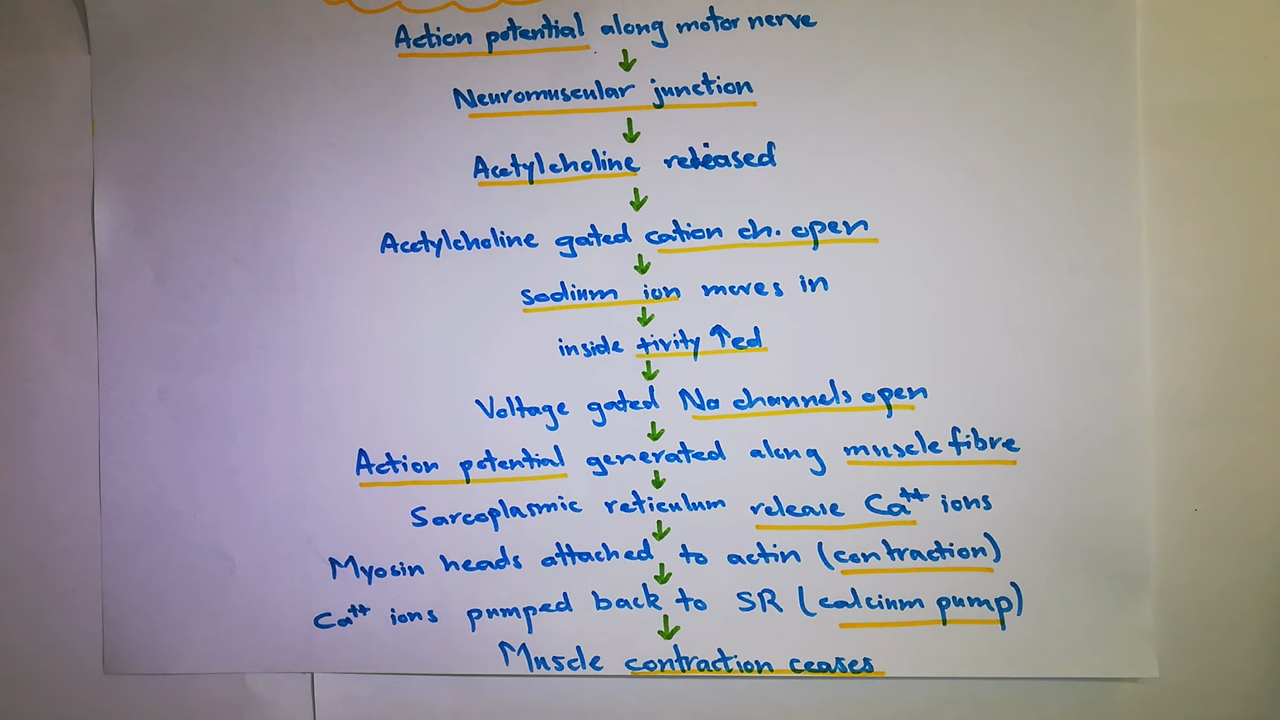 Action potential along motor nerve
Neuromuscular junction
Acetylcholine released
Acetylcholine gated cation ch. open
sodium ion moves in
inside tivity ↑ed
Voltage gated Na channels open
Action potential generated along muscle fibre
Sarcoplasmic reticulum release Ca⁺⁺ ions
Myosin heads attached to actin (contraction)
Ca⁺⁺ ions pumped back to SR (calcium pump)
Muscle contraction ceases